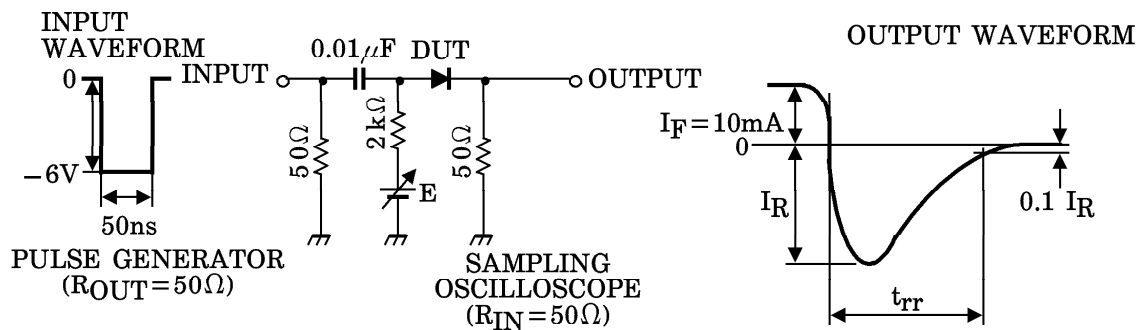 INPUT
WAVEFORM
0
−6V
50ns
PULSE GENERATOR
(ROUT=50Ω)
INPUT
0.01μF
DUT
OUTPUT
50Ω
2kΩ
E
50Ω
SAMPLING
OSCILLOSCOPE
(RIN=50Ω)
OUTPUT WAVEFORM
IF=10mA
0
IR
0.1 IR
trr